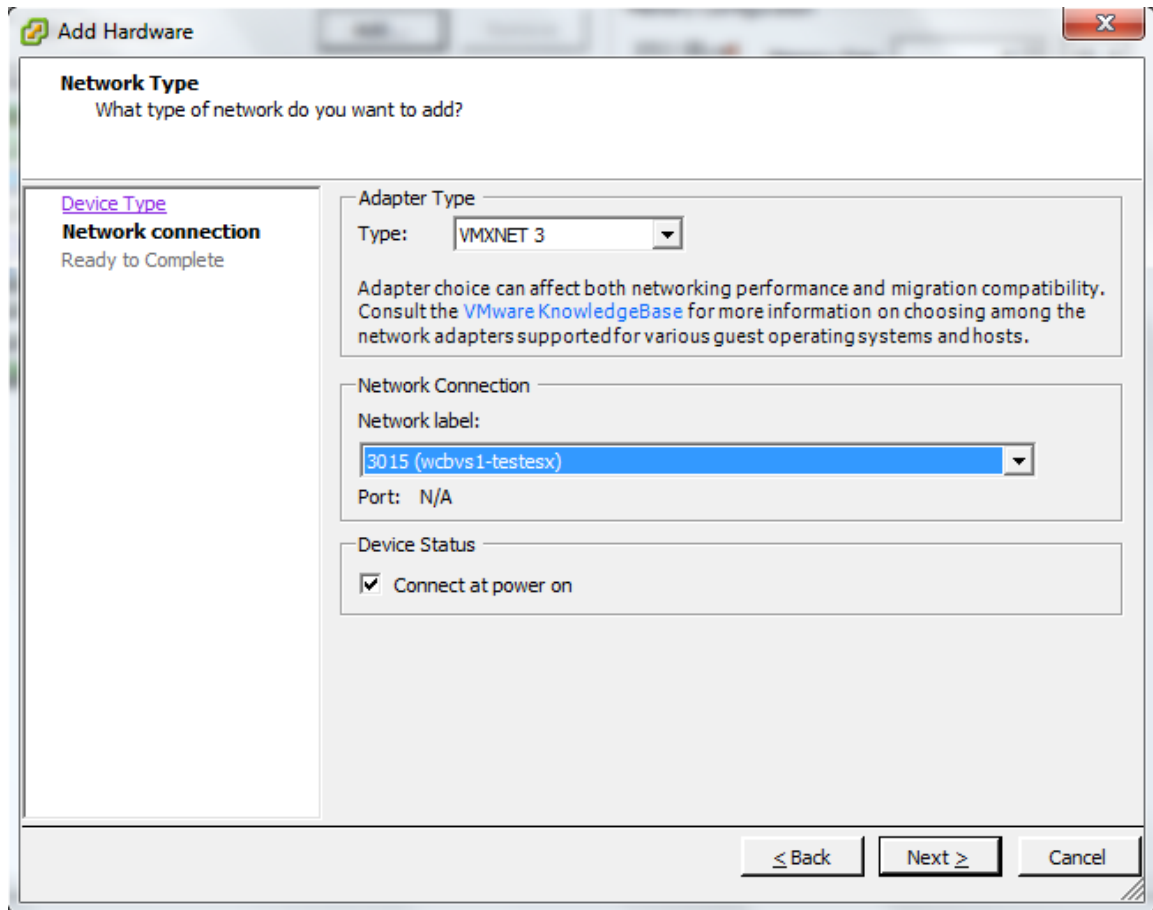 Add Hardware
Network Type
What type of network do you want to add?
Device Type
Network connection
Ready to Complete
Adapter Type
Type: VMXNET 3
Adapter choice can affect both networking performance and migration compatibility.
Consult the VMware KnowledgeBase for more information on choosing among the
network adapters supported for various guest operating systems and hosts.
Network Connection
Network label:
3015 (wcbvs1-testesx)
Port: N/A
Device Status
Connect at power on
< Back Next > Cancel